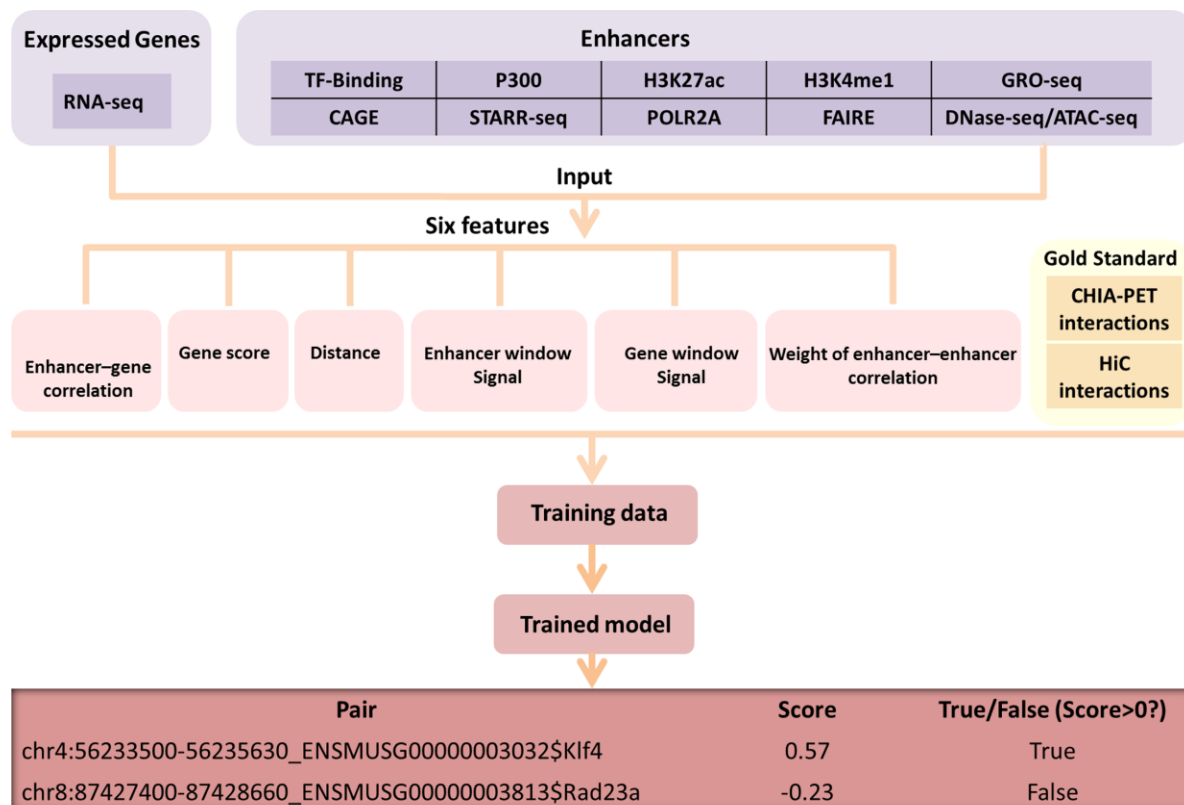 Expressed Genes
RNA-seq
Enhancers
TF-Binding P300 H3K27ac H3K4me1 GRO-seq
CAGE STARR-seq POLR2A FAIRE DNase-seq/ATAC-seq
Input
Six features
Enhancer–gene
correlation
Gene score
Distance
Enhancer window
Signal
Gene window
Signal
Weight of enhancer–enhancer
correlation
Gold Standard
CHIA-PET
interactions
HiC
interactions
Training data
Trained model
Pair Score True/False (Score>0?)
chr4:56233500-56235630_ENSMUSG00000003032$Klf4 0.57 True
chr8:87427400-87428660_ENSMUSG00000003813$Rad23a -0.23 False